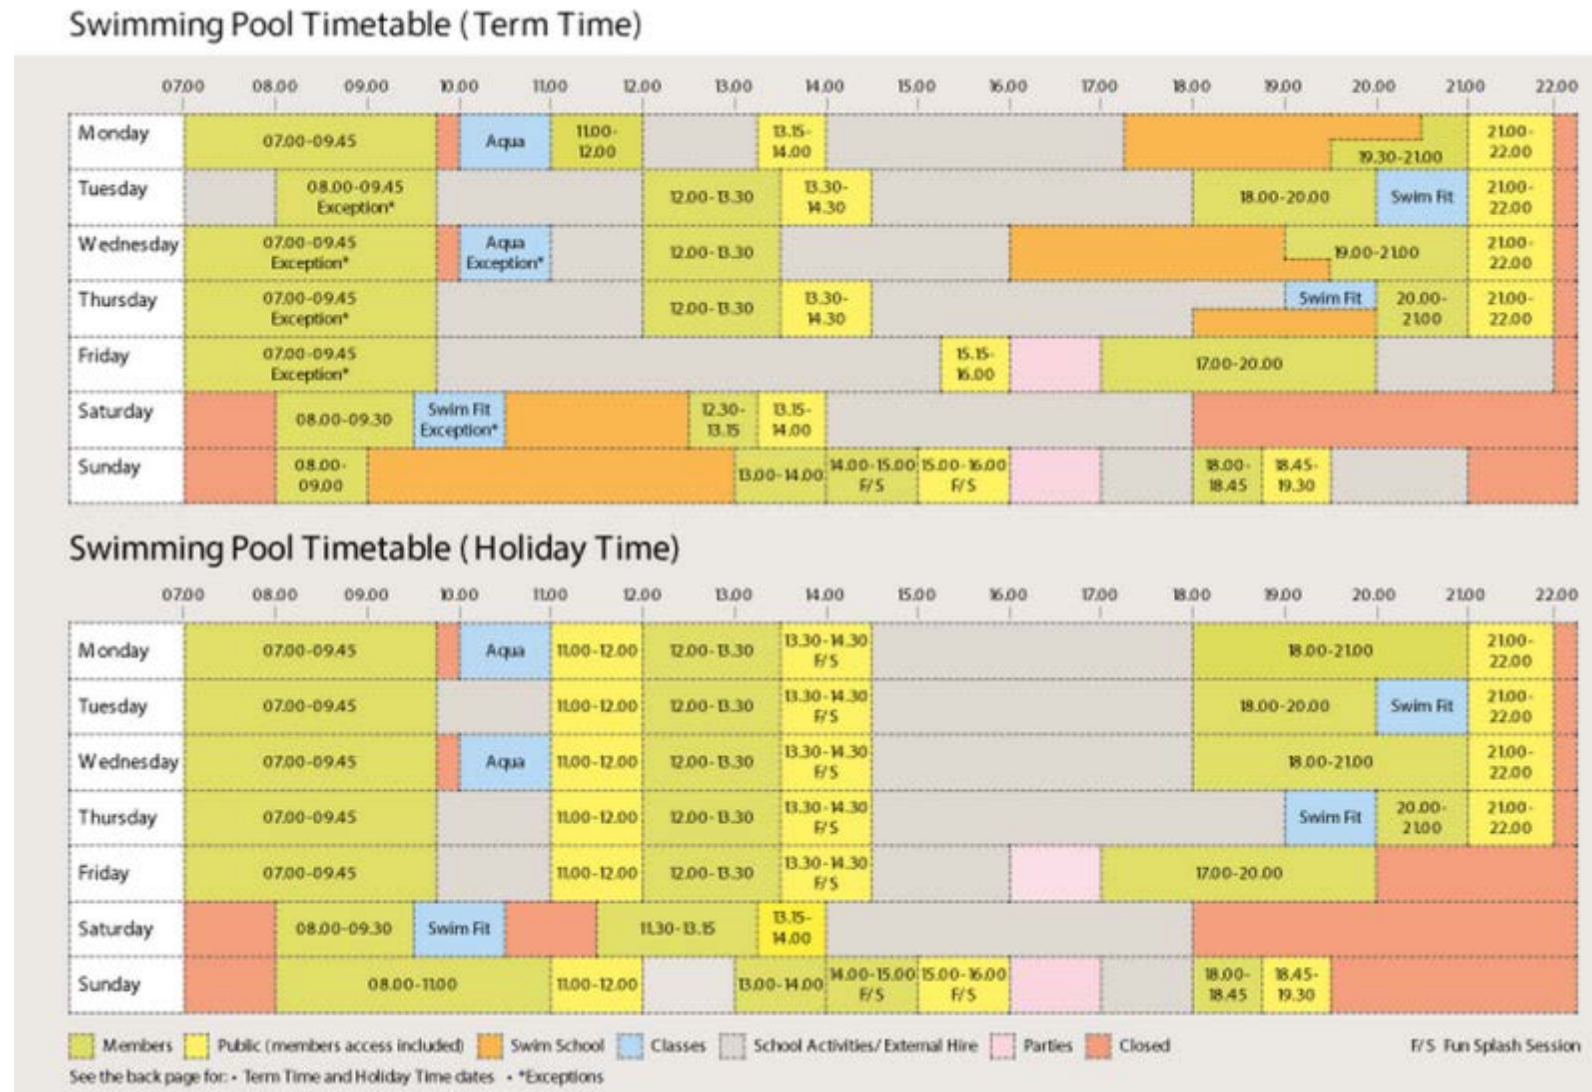 Swimming Pool Timetable (Term Time)
07.00 08.00 09.00 10.00 11.00 12.00 13.00 14.00 15.00 16.00 17.00 18.00 19.00 20.00 21.00 22.00
Monday
07.00-09.45
Aqua
11.00-
12.00
13.15-
14.00
19.30-21.00
21.00-
22.00
Tuesday
08.00-09.45
Exception*
12.00-13.30
13.30-
14.30
18.00-20.00
Swim Fit
21.00-
22.00
Wednesday
07.00-09.45
Exception*
Aqua
Exception*
12.00-13.30
19.00-21.00
21.00-
22.00
Thursday
07.00-09.45
Exception*
12.00-13.30
13.30-
14.30
Swim Fit
20.00-
21.00
21.00-
22.00
Friday
07.00-09.45
Exception*
15.15-
16.00
17.00-20.00
Saturday
08.00-09.30
Swim Fit
Exception*
12.30-
13.15
13.15-
14.00
Sunday
08.00-
09.00
13.00-14.00
14.00-15.00
F/S
15.00-16.00
F/S
18.00-
18.45
18.45-
19.30
Swimming Pool Timetable (Holiday Time)
07.00 08.00 09.00 10.00 11.00 12.00 13.00 14.00 15.00 16.00 17.00 18.00 19.00 20.00 21.00 22.00
Monday
07.00-09.45
Aqua
11.00-12.00
12.00-13.30
13.30-14.30
F/S
18.00-21.00
21.00-
22.00
Tuesday
07.00-09.45
11.00-12.00
12.00-13.30
13.30-14.30
F/S
18.00-20.00
Swim Fit
21.00-
22.00
Wednesday
07.00-09.45
Aqua
11.00-12.00
12.00-13.30
13.30-14.30
F/S
18.00-21.00
21.00-
22.00
Thursday
07.00-09.45
11.00-12.00
12.00-13.30
13.30-14.30
F/S
Swim Fit
20.00-
21.00
21.00-
22.00
Friday
07.00-09.45
11.00-12.00
12.00-13.30
13.30-14.30
F/S
17.00-20.00
Saturday
08.00-09.30
Swim Fit
11.30-13.15
13.15-
14.00
Sunday
08.00-11.00
11.00-12.00
13.00-14.00
14.00-15.00
F/S
15.00-16.00
F/S
18.00-
18.45
18.45-
19.30
Members Public (members access included) Swim School Classes School Activities/External Hire Parties Closed F/S Fun Splash Session
See the back page for: • Term Time and Holiday Time dates • *Exceptions